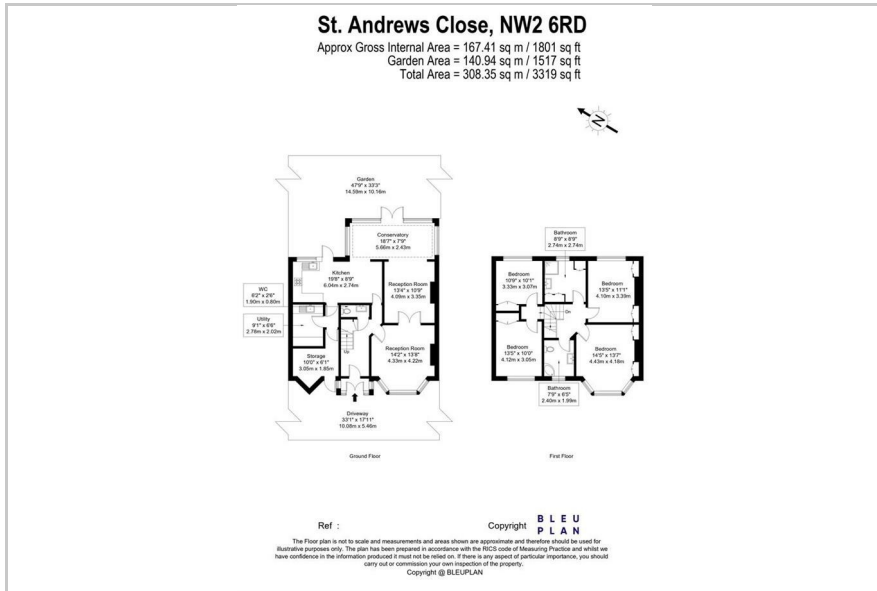 St. Andrews Close, NW2 6RD
Approx Gross Internal Area = 167.41 sq m / 1801 sq ft
Garden Area = 140.94 sq m / 1517 sq ft
Total Area = 308.35 sq m / 3319 sq ft
N
Garden
47'9" x 33'3"
14.59m x 10.16m
Conservatory
18'7" x 7'9"
5.66m x 2.43m
Kitchen
19'8" x 8'9"
6.04m x 2.74m
Reception Room
13'4" x 10'9"
4.09m x 3.35m
WC
6'2" x 2'6"
1.90m x 0.80m
Utility
9'1" x 6'6"
2.78m x 2.02m
Storage
10'0" x 6'1"
3.05m x 1.85m
Up
Reception Room
14'2" x 13'8"
4.33m x 4.22m
Driveway
33'1" x 17'11"
10.08m x 5.46m
Ground Floor
Bathroom
8'9" x 8'9"
2.74m x 2.74m
Bedroom
10'9" x 10'1"
3.33m x 3.07m
Bedroom
13'5" x 11'1"
4.10m x 3.39m
Dn
Bedroom
13'5" x 10'0"
4.12m x 3.05m
Bedroom
14'5" x 13'7"
4.43m x 4.18m
Bathroom
7'9" x 6'5"
2.40m x 1.99m
First Floor
Ref :
Copyright
BLEU
PLAN
The Floor plan is not to scale and measurements and areas shown are approximate and therefore should be used for
illustrative purposes only. The plan has been prepared in accordance with the RICS code of Measuring Practice and whilst we
have confidence in the information produced it must not be relied on. If there is any aspect of particular importance, you should
carry out or commission your own inspection of the property.
Copyright @ BLEUPLAN